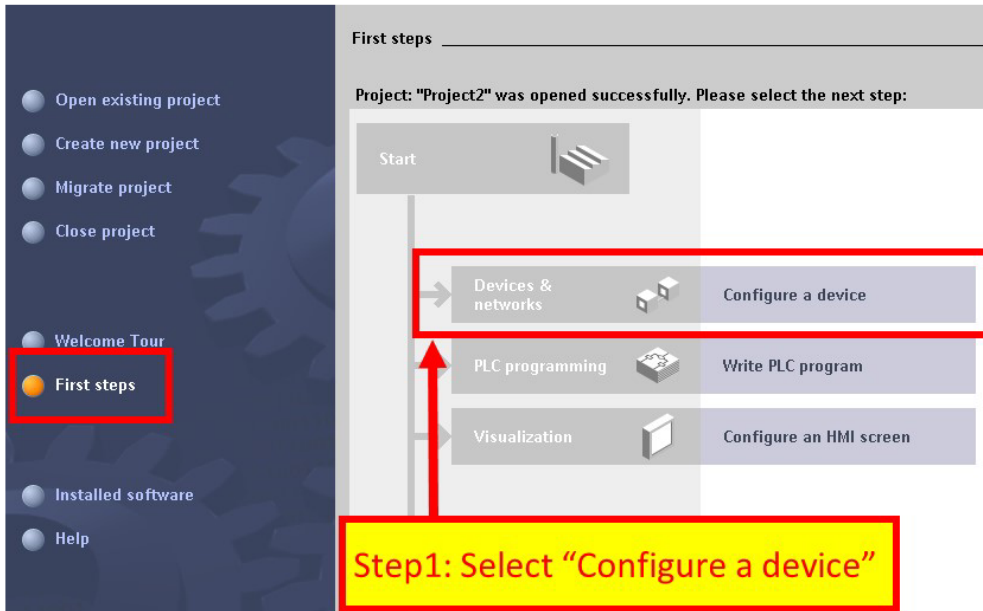 First steps
Open existing project
Create new project
Migrate project
Close project
Welcome Tour
First steps
Installed software
Help
Project: "Project2" was opened successfully. Please select the next step:
Start
Devices &
networks
Configure a device
PLC programming
Write PLC program
Visualization
Configure an HMI screen
Step1: Select “Configure a device”